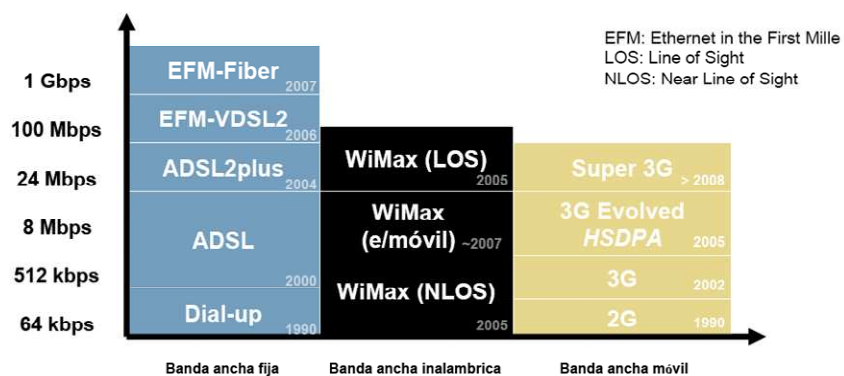 EFM: Ethernet in the First Mille
LOS: Line of Sight
NLOS: Near Line of Sight
1 Gbps
100 Mbps
24 Mbps
8 Mbps
512 kbps
64 kbps
EFM-Fiber
2007
EFM-VDSL2
2006
ADSL2plus
2004
ADSL
2000
Dial-up
1990
WiMax (LOS)
2005
WiMax
(e/móvil) ~2007
WiMax (NLOS)
2005
Super 3G
> 2008
3G Evolved
HSDPA 2005
3G
2002
2G
1990
Banda ancha fija
Banda ancha inalambrica
Banda ancha móvil